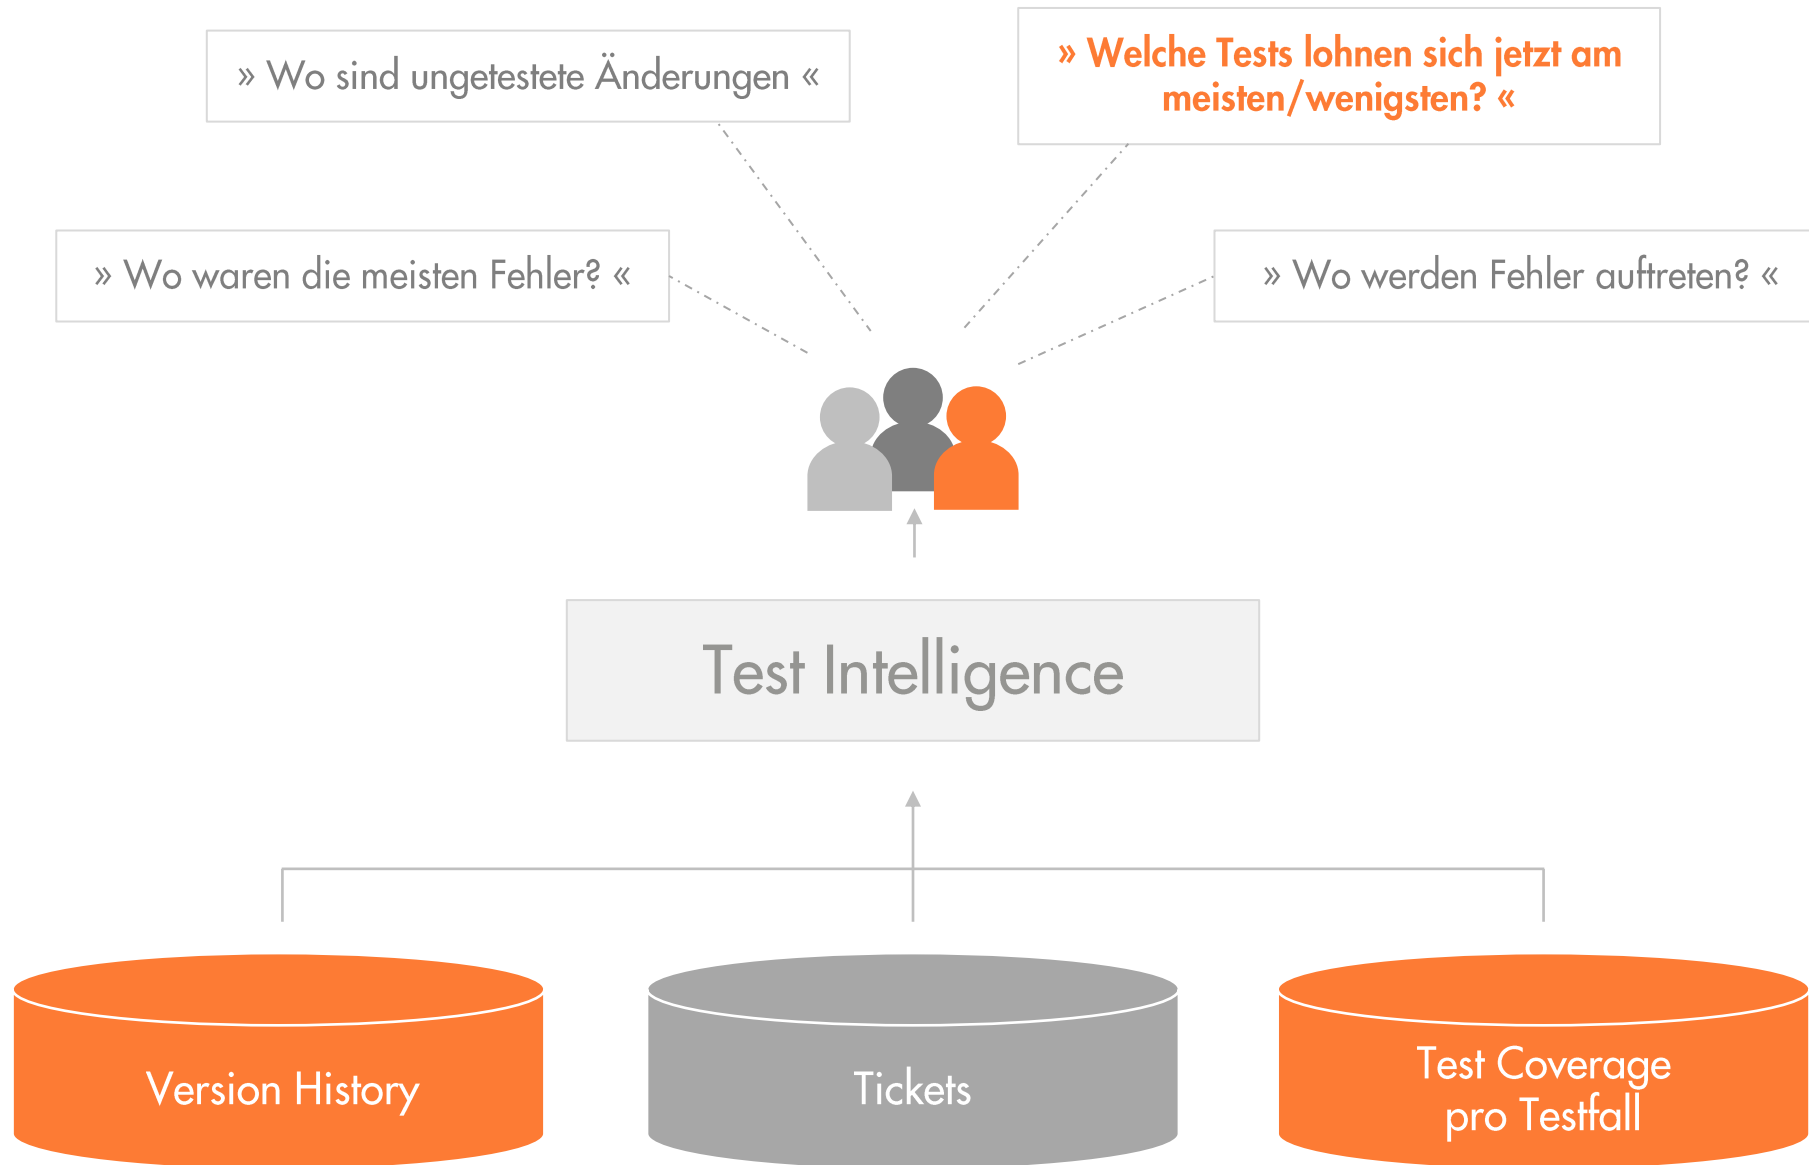 » Wo sind ungetestete Änderungen «
» Welche Tests lohnen sich jetzt am
meisten/wenigsten? «
» Wo waren die meisten Fehler? «
» Wo werden Fehler auftreten? «
Test Intelligence
Version History
Tickets
Test Coverage
pro Testfall